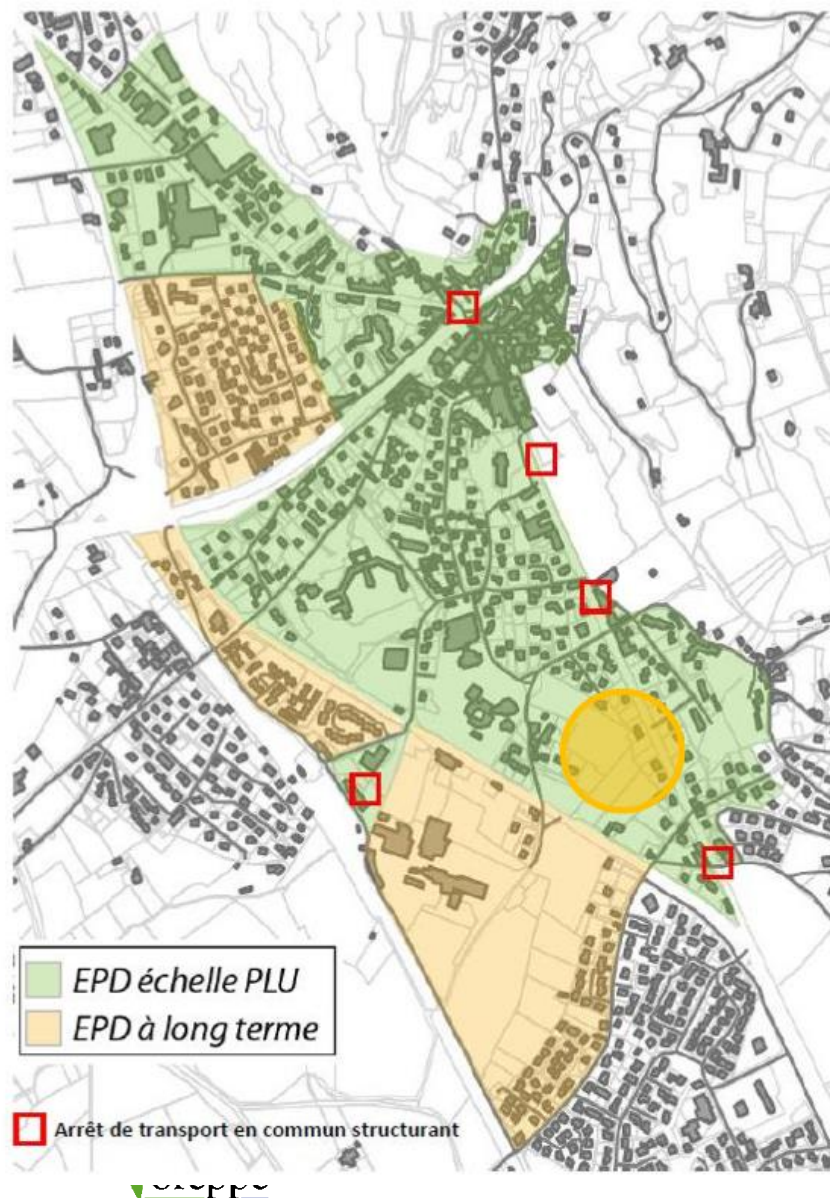 EPD échelle PLU
EPD à long terme
Arrêt de transport en commun structurant